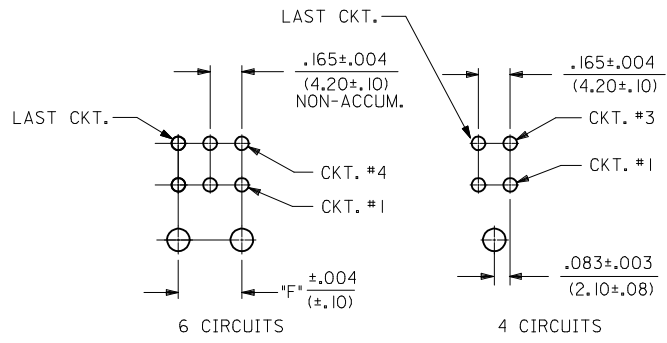 LAST CKT.
.165±.004
(4.20±.10)
NON-ACCUM.
.165±.004
(4.20±.10)
LAST CKT.
CKT. #3
CKT. #4
CKT. #1
CKT. #1
"F" ±.004
(±.10)
.083±.003
(2.10±.08)
6 CIRCUITS
4 CIRCUITS